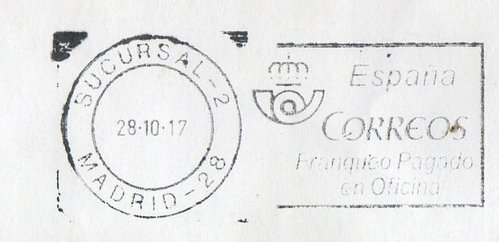 SUCURSAL-2
28-10-17
MADRID-28
España
CORREOS
Franqueo Pagado
en Oficina